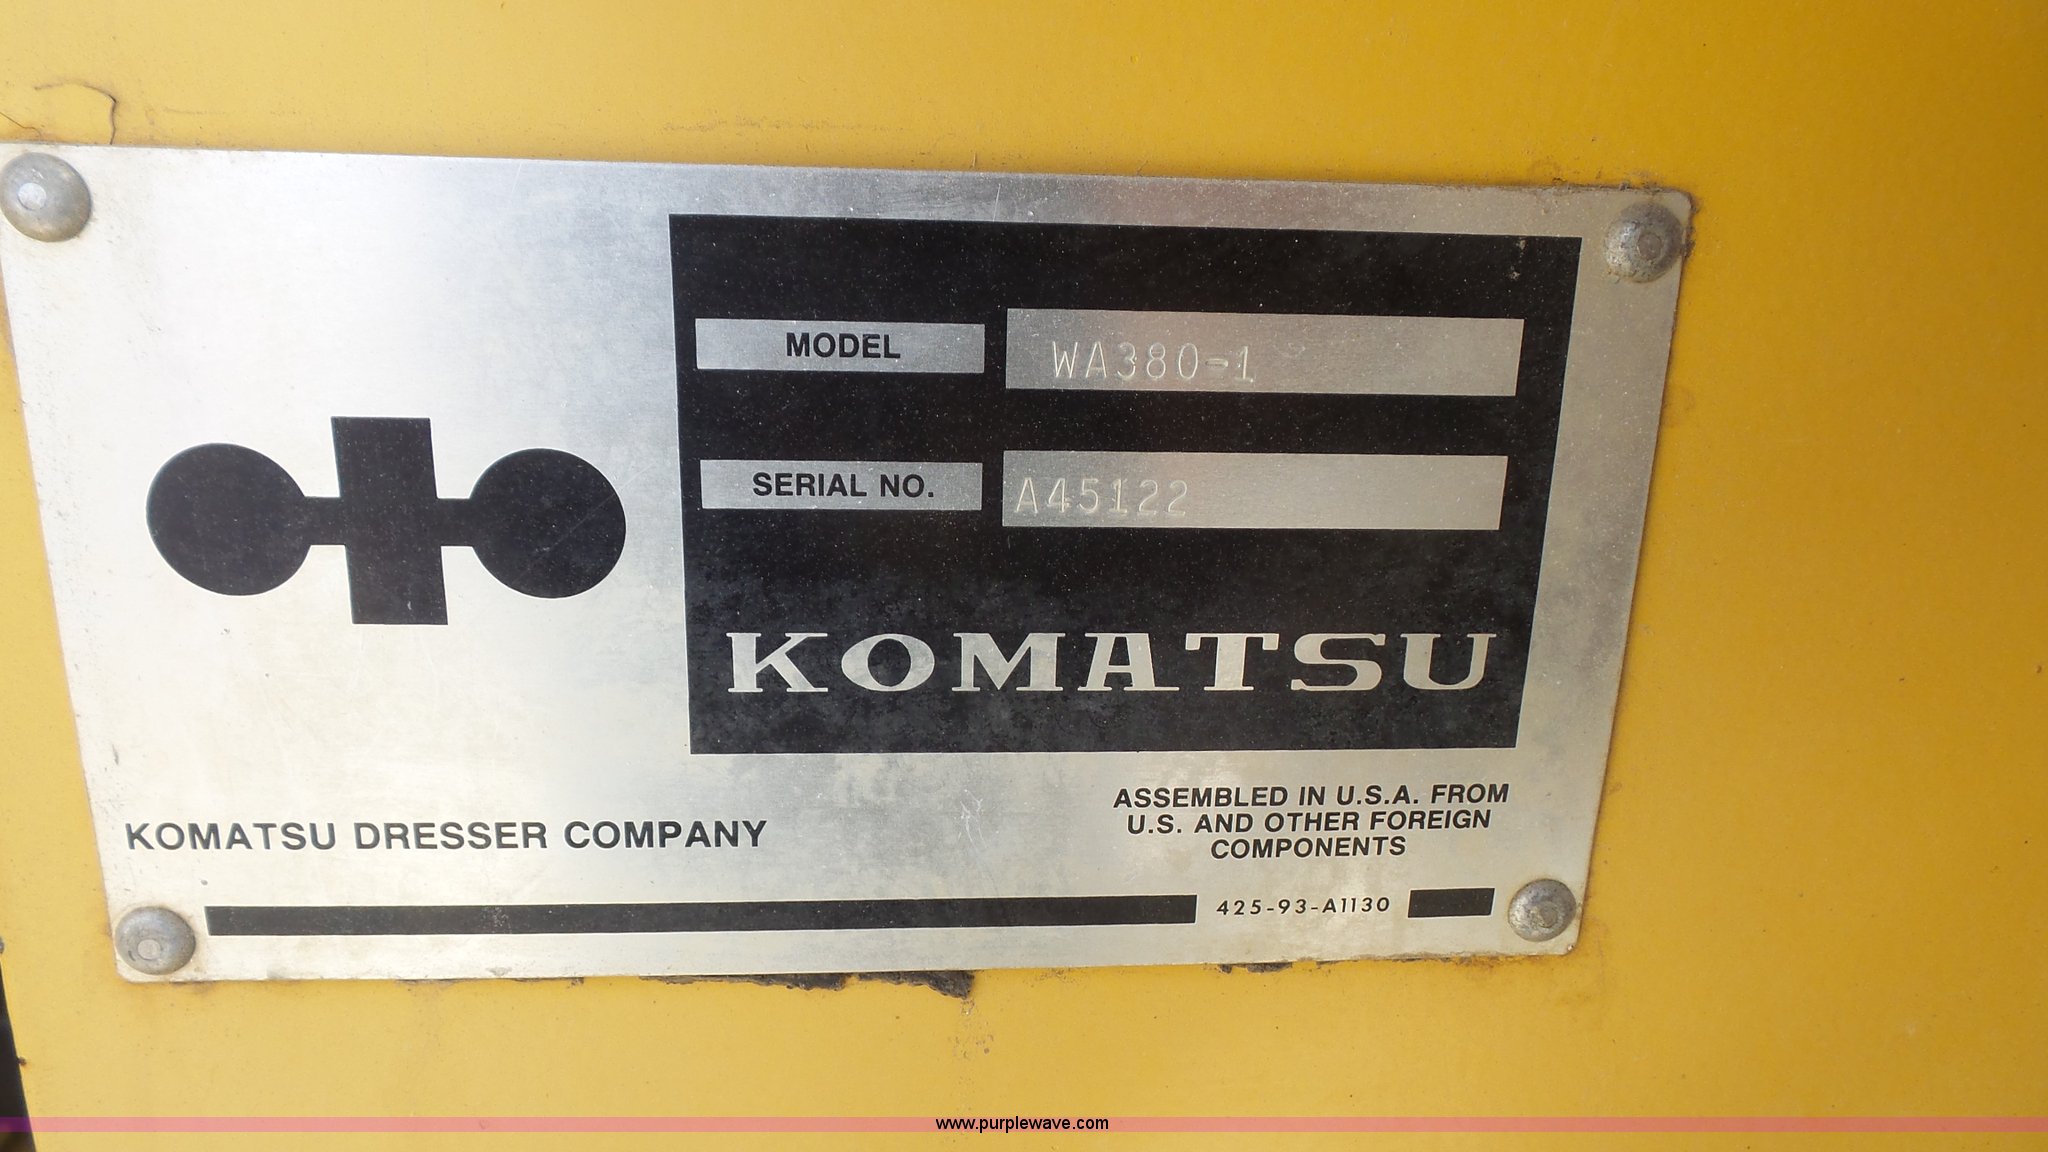 MODEL WA380-1
SERIAL NO. A45122
KOMATSU
KOMATSU DRESSER COMPANY
ASSEMBLED IN U.S.A. FROM
U.S. AND OTHER FOREIGN
COMPONENTS
425-93-A1130
www.purplewave.com